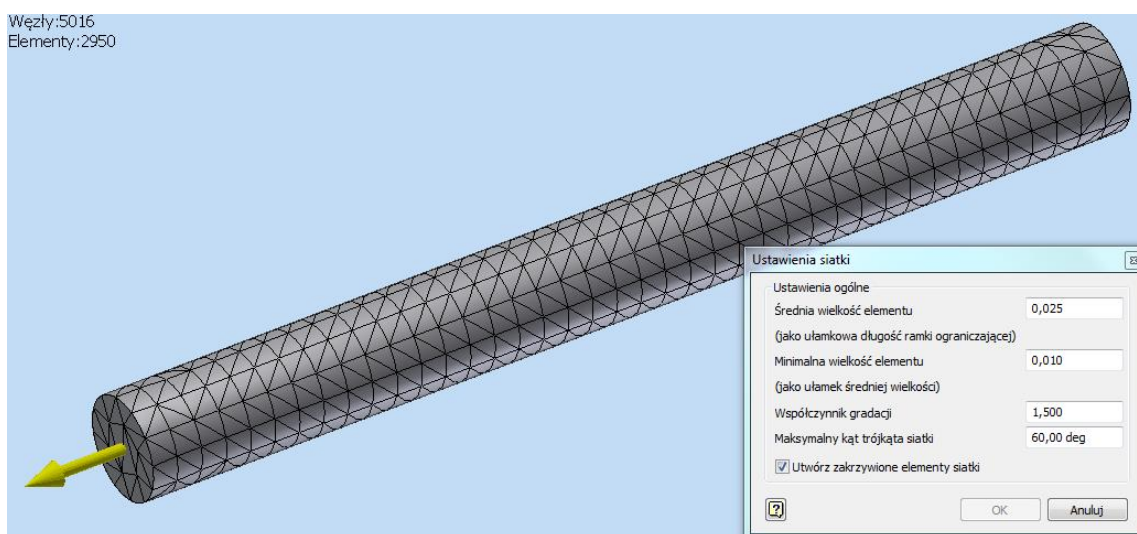 Węzły:5016
Elementy:2950
Ustawienia siatki
Ustawienia ogólne
Średnia wielkość elementu 0,025
(jako ułamkowa długość ramki ograniczającej)
Minimalna wielkość elementu 0,010
(jako ułamek średniej wielkości)
Współczynnik gradacji 1,500
Maksymalny kąt trójkąta siatki 60,00 deg
Utwórz zakrzywione elementy siatki
OK Anuluj